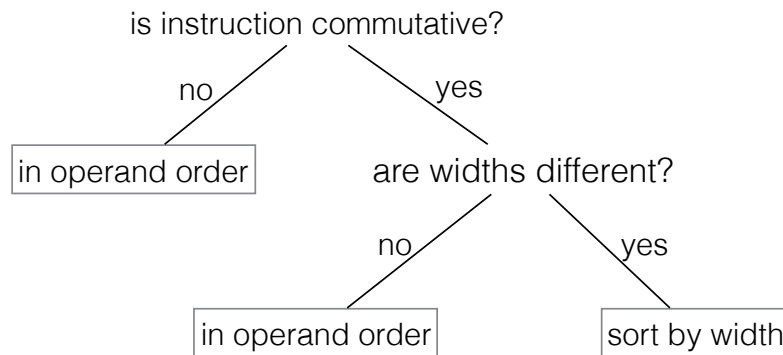 is instruction commutative?
no
yes
in operand order
are widths different?
no
yes
in operand order
sort by width